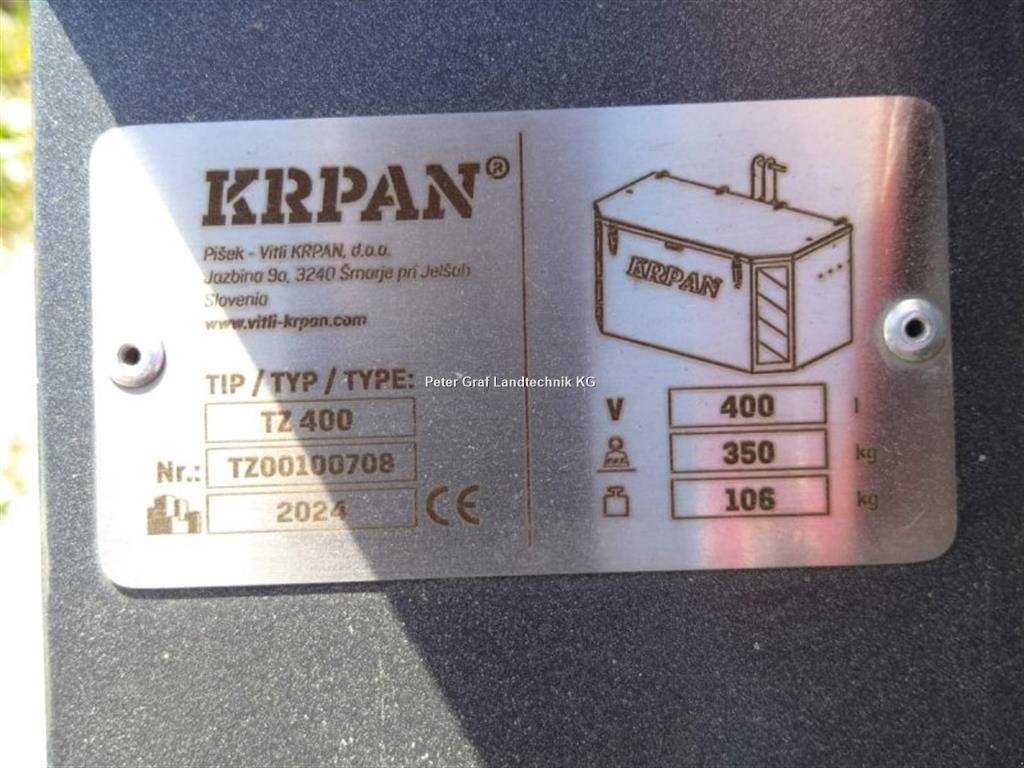 KRPAN®
Pišek - Vitli KRPAN, d.o.o.
Jazbina 9a, 3240 Šmarje pri Jelšah
Slovenia
www.vitli-krpan.com
TIP / TYP / TYPE:
TZ 400
Nr.: TZ00100708
2024 CE
KRPAN
V 400 l
350 kg
106 kg
Peter Graf Landtechnik KG